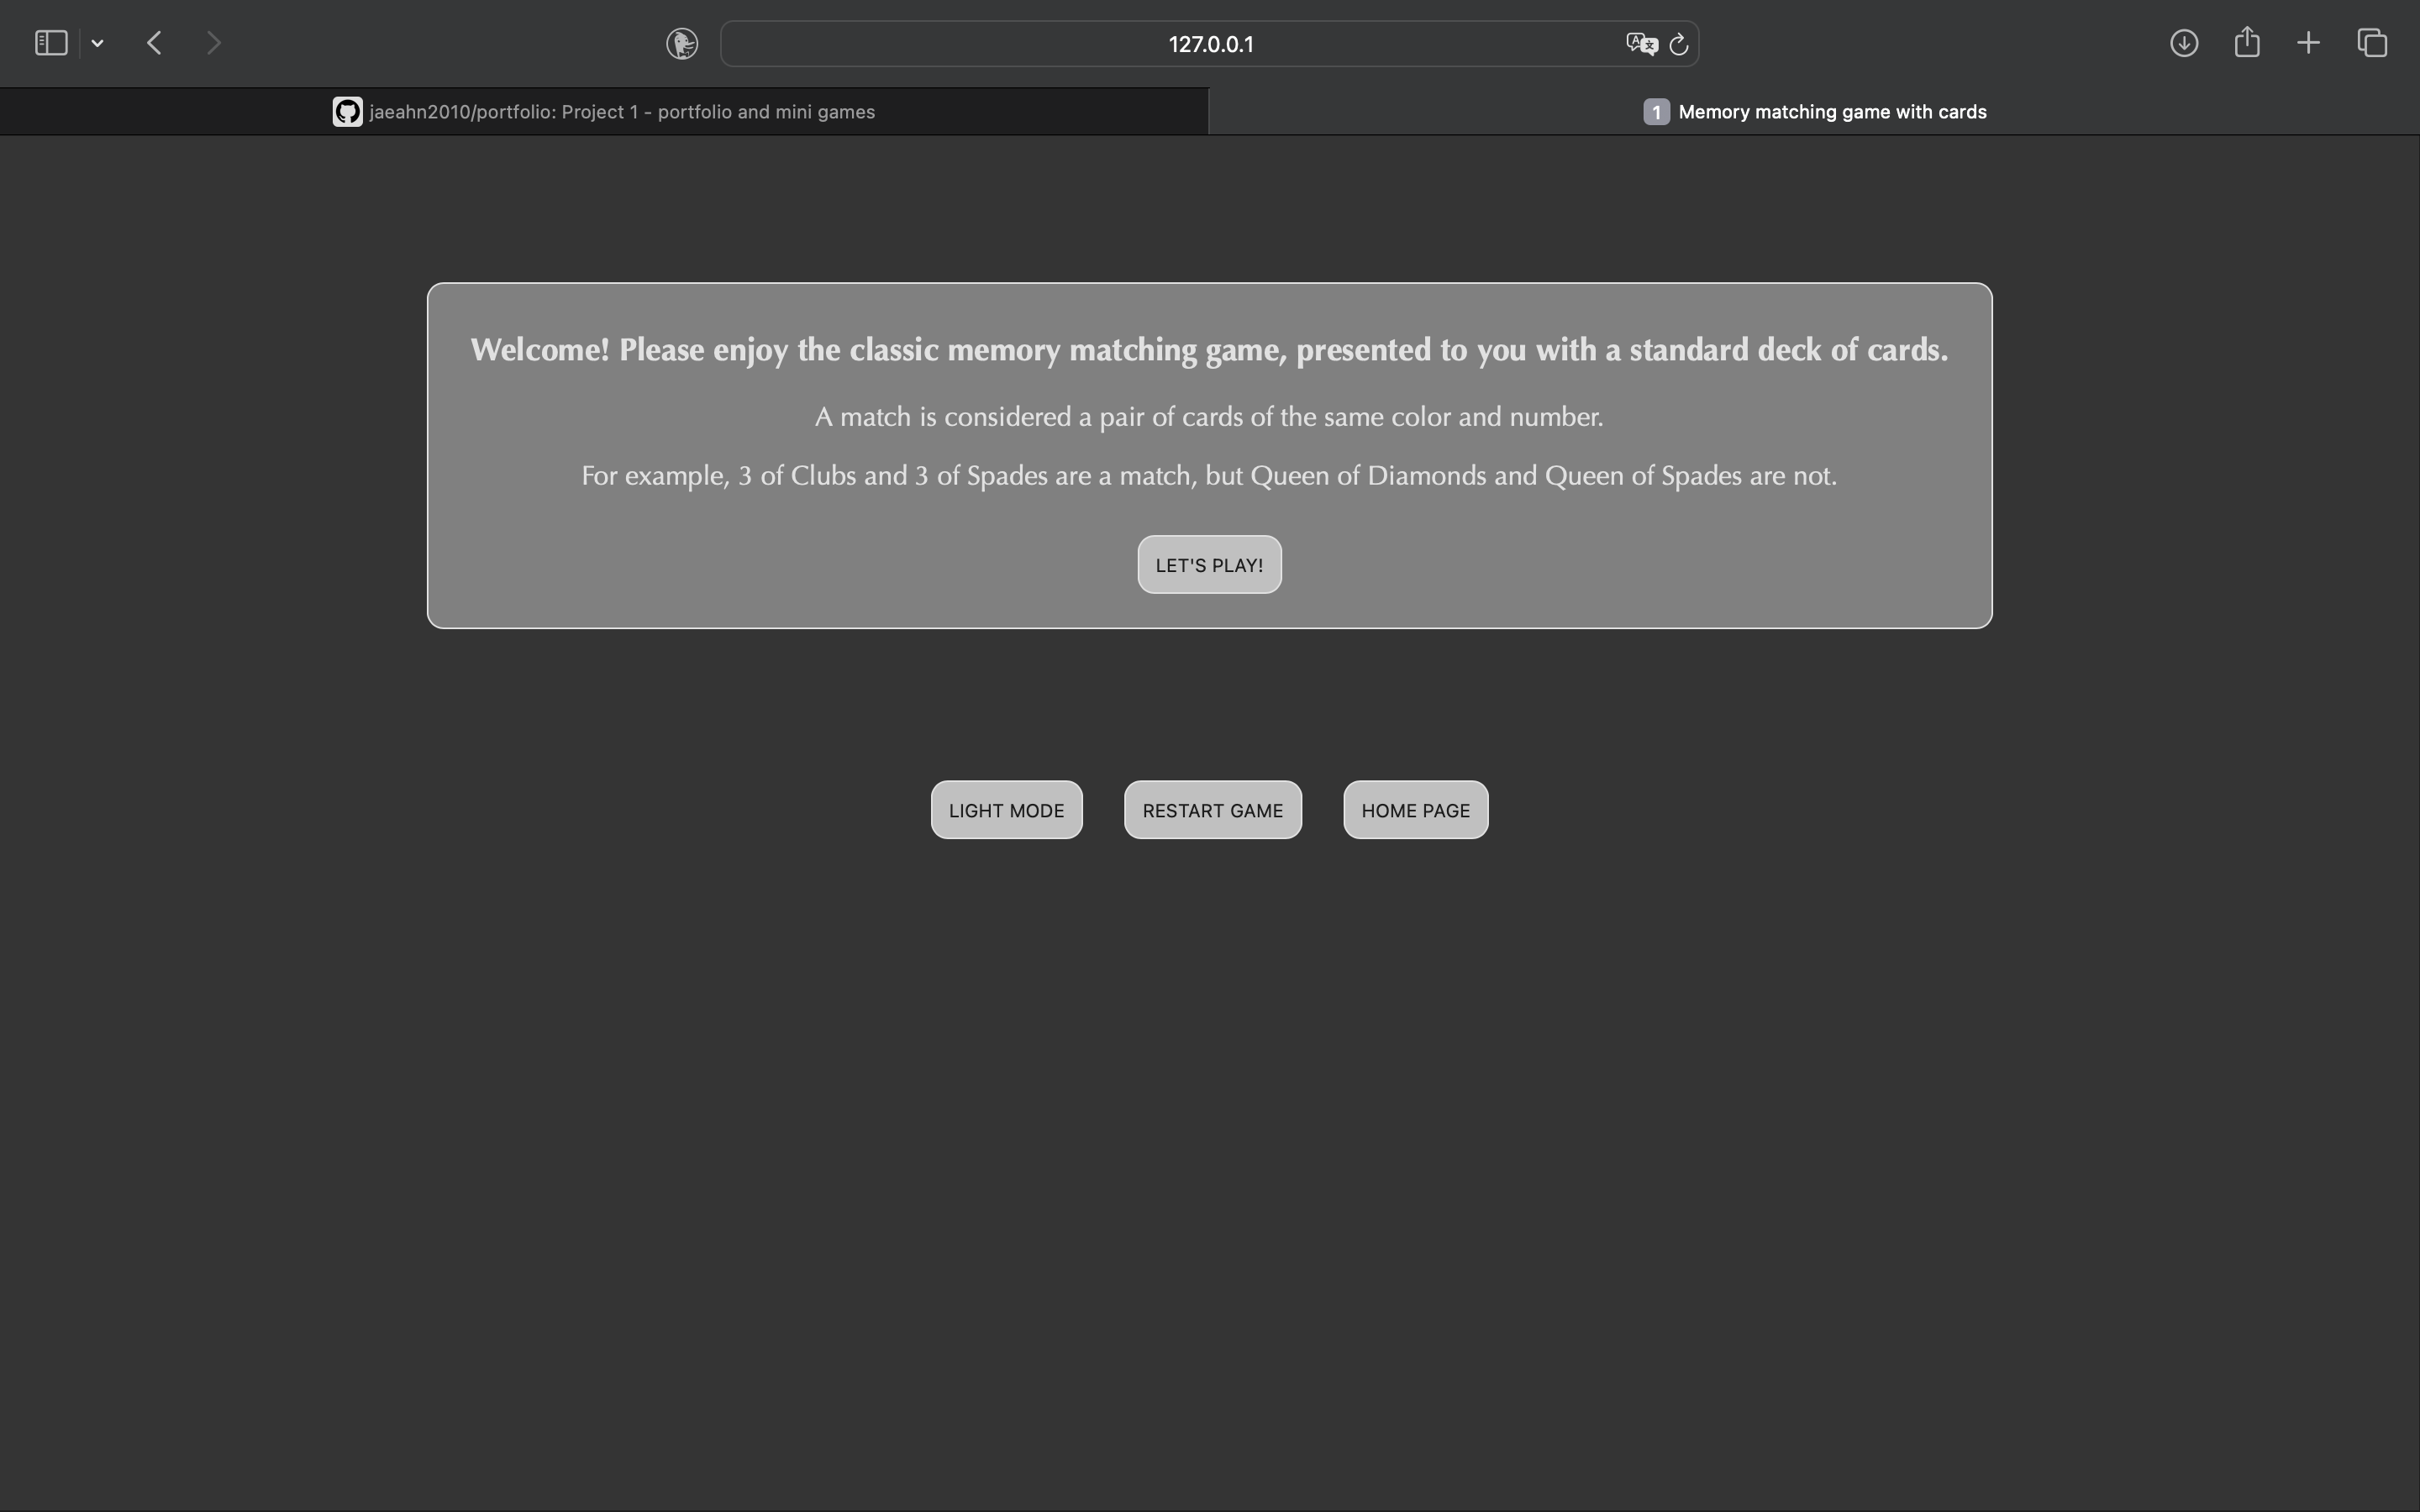 127.0.0.1
jaeahn2010/portfolio: Project 1 - portfolio and mini games
1 Memory matching game with cards
Welcome! Please enjoy the classic memory matching game, presented to you with a standard deck of cards.
A match is considered a pair of cards of the same color and number.
For example, 3 of Clubs and 3 of Spades are a match, but Queen of Diamonds and Queen of Spades are not.
LET'S PLAY!
LIGHT MODE RESTART GAME HOME PAGE